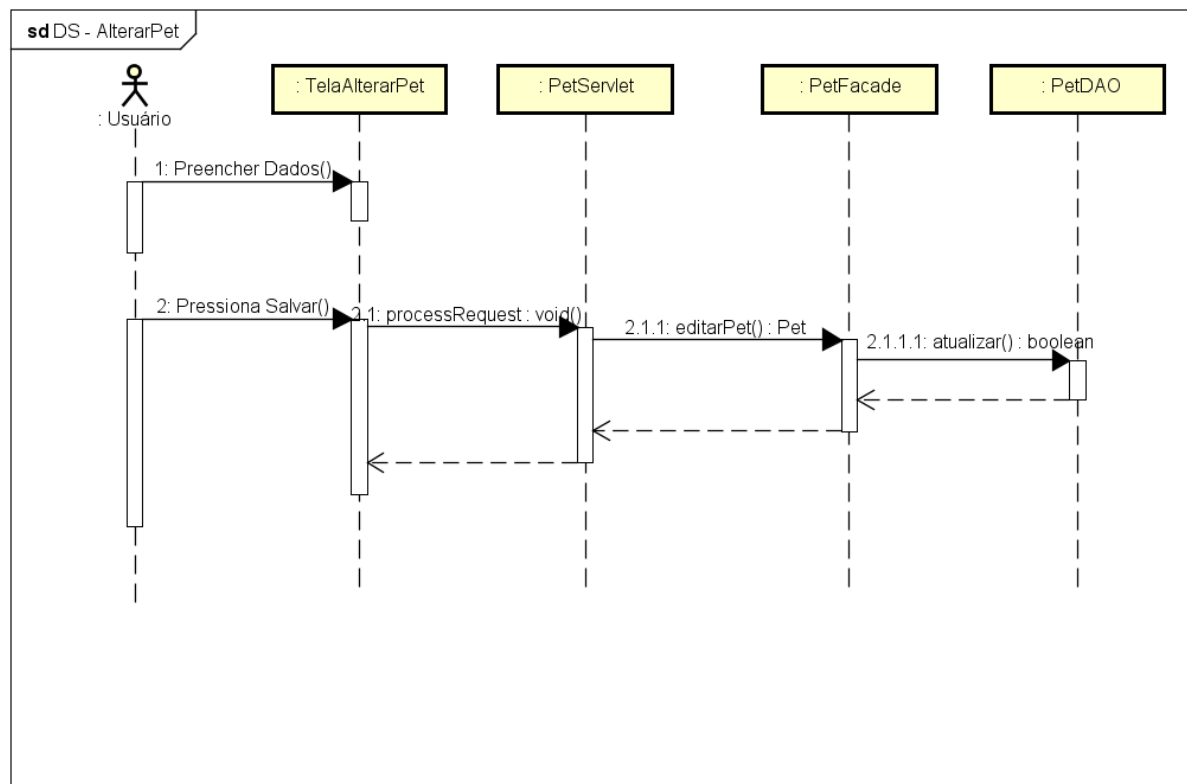 sd DS - AlterarPet
: Usuário
: TelaAlterarPet
: PetServlet
: PetFacade
: PetDAO
1: Preencher Dados()
2: Pressiona Salvar()
2.1: processRequest : void()
2.1.1: editarPet() : Pet
2.1.1.1: atualizar() : boolean